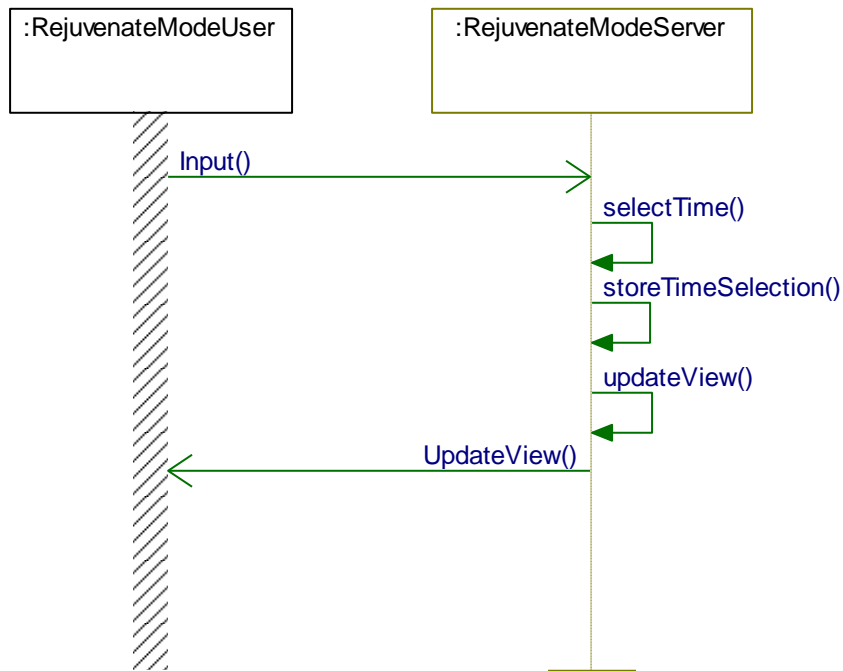 :RejuvenateModeUser
:RejuvenateModeServer
Input()
selectTime()
storeTimeSelection()
updateView()
UpdateView()